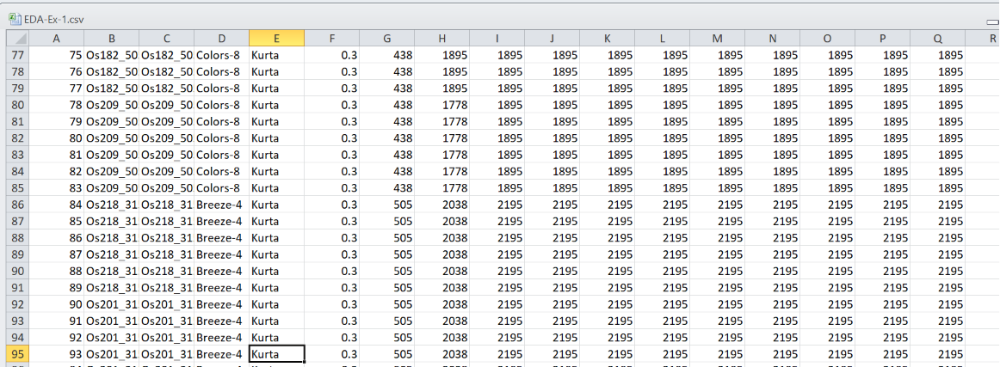 EDA-Ex-1.csv
A B C D E F G H I J K L M N O P Q R
77 75 Os182_50 Os182_50 Colors-8 Kurta 0.3 438 1895 1895 1895 1895 1895 1895 1895 1895 1895 1895
78 76 Os182_50 Os182_50 Colors-8 Kurta 0.3 438 1895 1895 1895 1895 1895 1895 1895 1895 1895 1895
79 77 Os182_50 Os182_50 Colors-8 Kurta 0.3 438 1895 1895 1895 1895 1895 1895 1895 1895 1895 1895
80 78 Os209_50 Os209_50 Colors-8 Kurta 0.3 438 1778 1895 1895 1895 1895 1895 1895 1895 1895 1895
81 79 Os209_50 Os209_50 Colors-8 Kurta 0.3 438 1778 1895 1895 1895 1895 1895 1895 1895 1895 1895
82 80 Os209_50 Os209_50 Colors-8 Kurta 0.3 438 1778 1895 1895 1895 1895 1895 1895 1895 1895 1895
83 81 Os209_50 Os209_50 Colors-8 Kurta 0.3 438 1778 1895 1895 1895 1895 1895 1895 1895 1895 1895
84 82 Os209_50 Os209_50 Colors-8 Kurta 0.3 438 1778 1895 1895 1895 1895 1895 1895 1895 1895 1895
85 83 Os209_50 Os209_50 Colors-8 Kurta 0.3 438 1778 1895 1895 1895 1895 1895 1895 1895 1895 1895
86 84 Os218_31 Os218_31 Breeze-4 Kurta 0.3 505 2038 2195 2195 2195 2195 2195 2195 2195 2195 2195
87 85 Os218_31 Os218_31 Breeze-4 Kurta 0.3 505 2038 2195 2195 2195 2195 2195 2195 2195 2195 2195
88 86 Os218_31 Os218_31 Breeze-4 Kurta 0.3 505 2038 2195 2195 2195 2195 2195 2195 2195 2195 2195
89 87 Os218_31 Os218_31 Breeze-4 Kurta 0.3 505 2038 2195 2195 2195 2195 2195 2195 2195 2195 2195
90 88 Os218_31 Os218_31 Breeze-4 Kurta 0.3 505 2038 2195 2195 2195 2195 2195 2195 2195 2195 2195
91 89 Os218_31 Os218_31 Breeze-4 Kurta 0.3 505 2038 2195 2195 2195 2195 2195 2195 2195 2195 2195
92 90 Os201_31 Os201_31 Breeze-4 Kurta 0.3 505 2038 2195 2195 2195 2195 2195 2195 2195 2195 2195
93 91 Os201_31 Os201_31 Breeze-4 Kurta 0.3 505 2038 2195 2195 2195 2195 2195 2195 2195 2195 2195
94 92 Os201_31 Os201_31 Breeze-4 Kurta 0.3 505 2038 2195 2195 2195 2195 2195 2195 2195 2195 2195
95 93 Os201_31 Os201_31 Breeze-4 Kurta 0.3 505 2038 2195 2195 2195 2195 2195 2195 2195 2195 2195